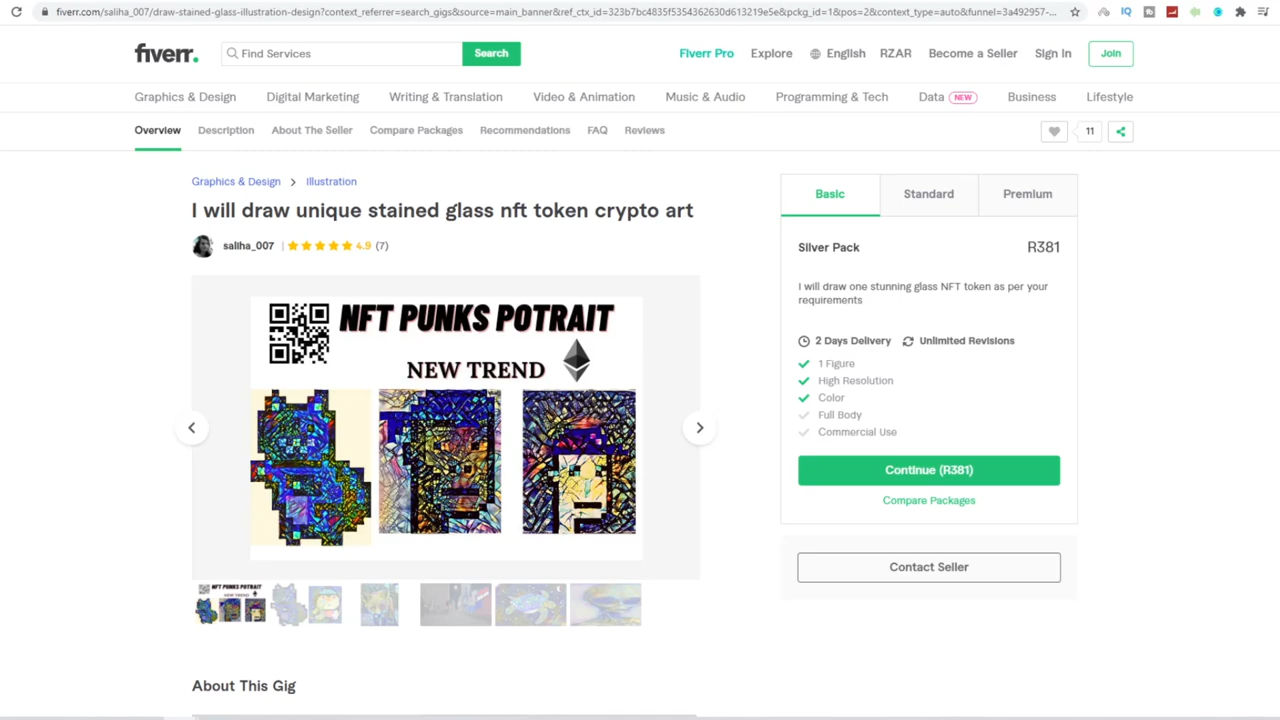 fiverr.com/saliha_007/draw-stained-glass-illustration-design?context_referrer=search_gigs&source=main_banner&ref_ctx_id=323b7bc4835f5354362630d613219e5e&pckg_id=1&pos=2&context_type=auto&funnel=3a492957-...
fiverr.
Find Services
Search
Fiverr Pro
Explore
English
RZAR
Become a Seller
Sign In
Join
Graphics & Design
Digital Marketing
Writing & Translation
Video & Animation
Music & Audio
Programming & Tech
Data NEW
Business
Lifestyle
Overview
Description
About The Seller
Compare Packages
Recommendations
FAQ
Reviews
11
Graphics & Design
Illustration
I will draw unique stained glass nft token crypto art
saliha_007 | 4.9 (7)
NFT PUNKS POTRAIT
NEW TREND
NFT PUNKS POTRAIT
NEW TREND
About This Gig
Basic
Standard
Premium
Silver Pack
R381
I will draw one stunning glass NFT token as per your
requirements
2 Days Delivery
Unlimited Revisions
1 Figure
High Resolution
Color
Full Body
Commercial Use
Continue (R381)
Compare Packages
Contact Seller